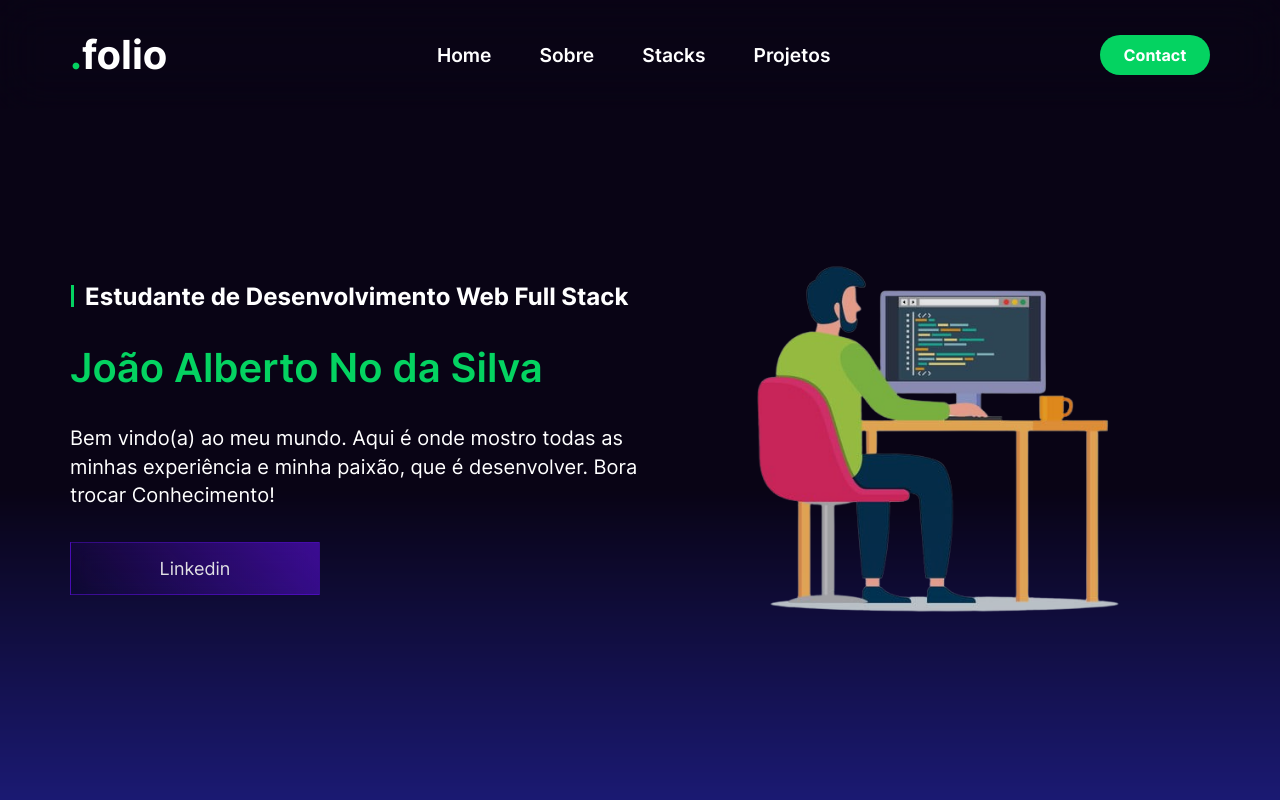 .folio
Home
Sobre
Stacks
Projetos
Contact
Estudante de Desenvolvimento Web Full Stack
João Alberto No da Silva
Bem vindo(a) ao meu mundo. Aqui é onde mostro todas as
minhas experiência e minha paixão, que é desenvolver. Bora
trocar Conhecimento!
Linkedin